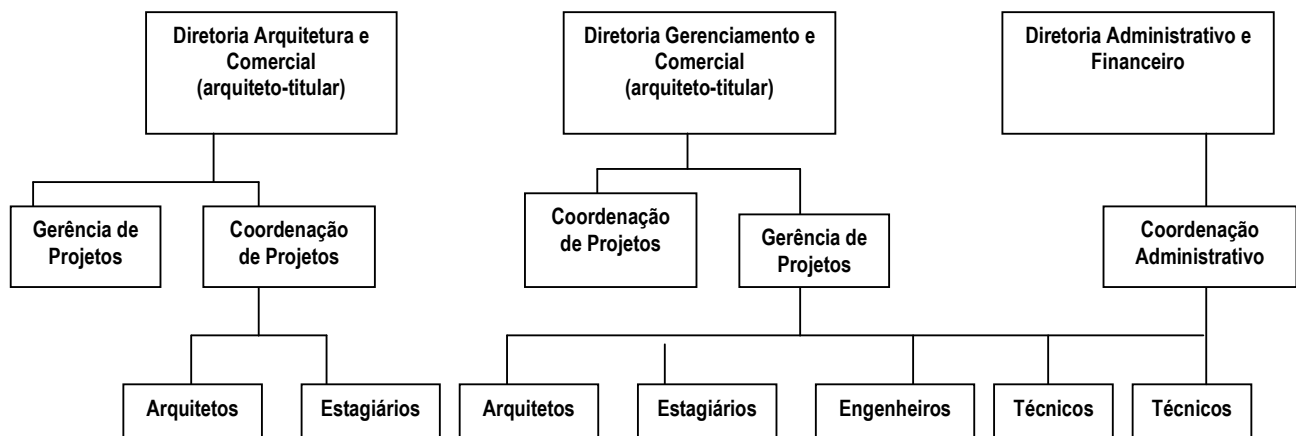 Diretoria Arquitetura e
Comercial
(arquiteto-titular)
Diretoria Gerenciamento e
Comercial
(arquiteto-titular)
Diretoria Administrativo e
Financeiro
Gerência de
Projetos
Coordenação
de Projetos
Coordenação
de Projetos
Gerência de
Projetos
Coordenação
Administrativo
Arquitetos
Estagiários
Arquitetos
Estagiários
Engenheiros
Técnicos
Técnicos